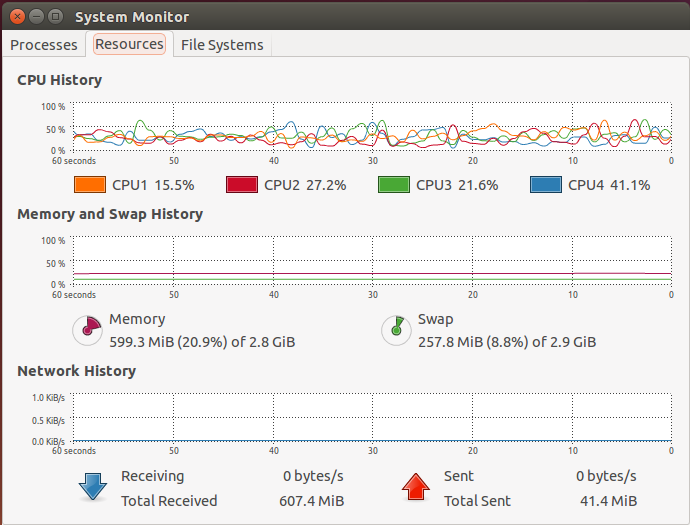 System Monitor
Processes Resources File Systems
CPU History
100 %
50 %
0 %
60 seconds 50 40 30 20 10 0
CPU1 15.5% CPU2 27.2% CPU3 21.6% CPU4 41.1%
Memory and Swap History
100 %
50 %
0 %
60 seconds 50 40 30 20 10 0
Memory Swap
599.3 MiB (20.9%) of 2.8 GiB 257.8 MiB (8.8%) of 2.9 GiB
Network History
1.0 KiB/s
0.5 KiB/s
0.0 KiB/s
60 seconds 50 40 30 20 10 0
Receiving 0 bytes/s Sent 0 bytes/s
Total Received 607.4 MiB Total Sent 41.4 MiB